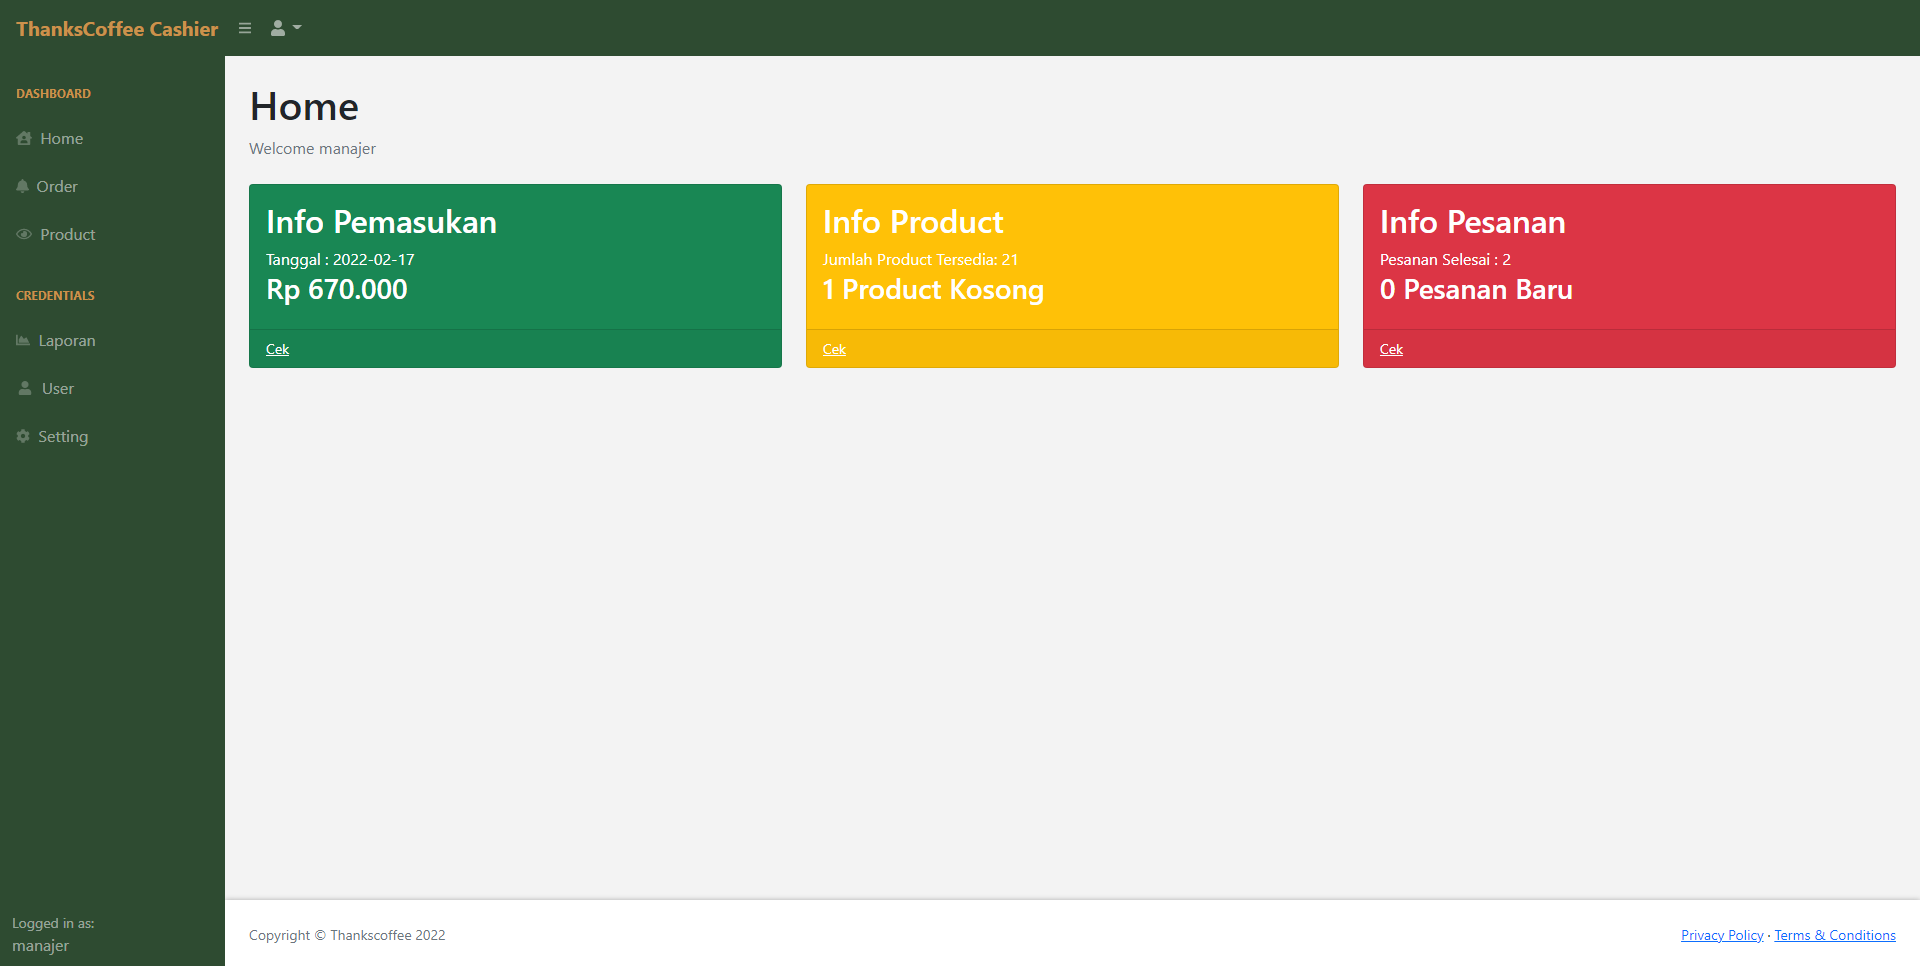 ThanksCoffee Cashier
DASHBOARD
Home
Order
Product
CREDENTIALS
Laporan
User
Setting
Logged in as:
manajer
Home
Welcome manajer
Info Pemasukan
Tanggal : 2022-02-17
Rp 670.000
Cek
Info Product
Jumlah Product Tersedia: 21
1 Product Kosong
Cek
Info Pesanan
Pesanan Selesai : 2
0 Pesanan Baru
Cek
Copyright © Thankscoffee 2022
Privacy Policy · Terms & Conditions